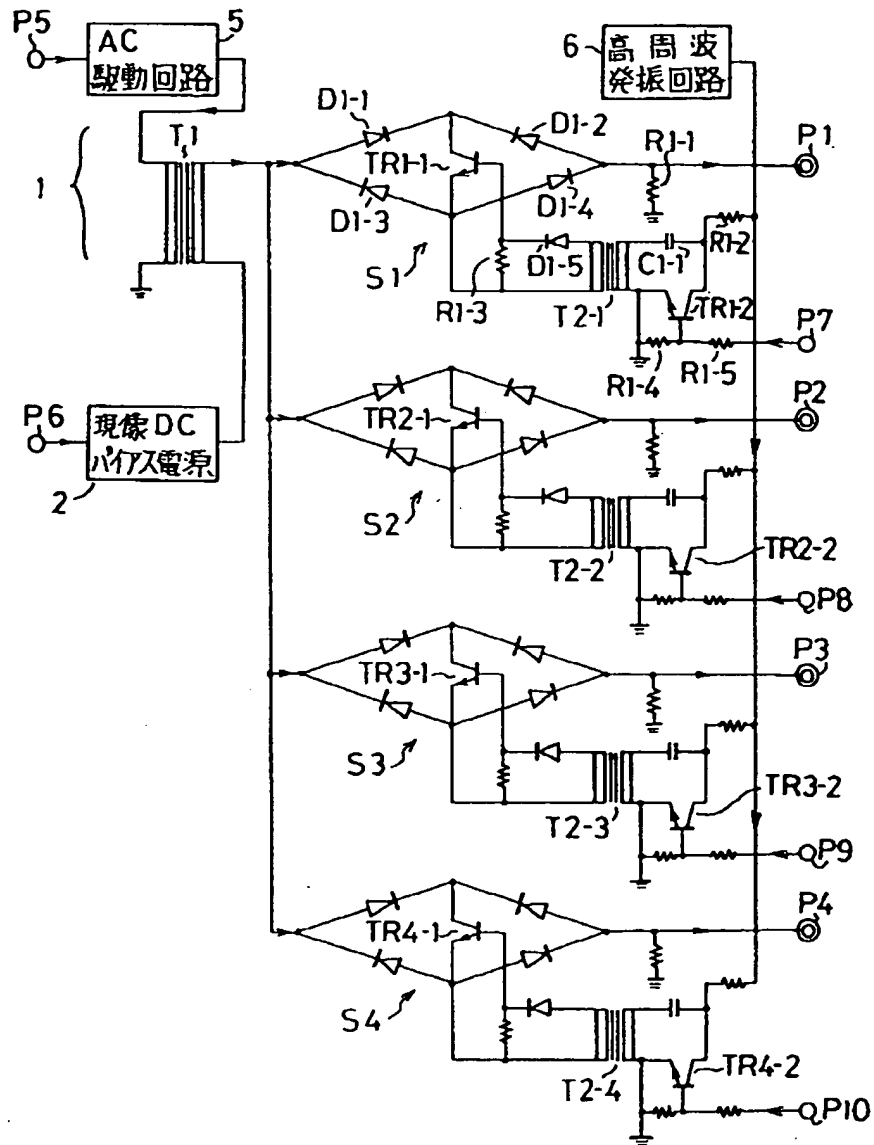 P5
AC
駆動回路
5
6
高周波
発振回路
1
T1
D1-1
D1-2
TR1-1
D1-3
D1-4
R1-1
P1
S1
R1-3
D1-5
T2-1
C1-1
R1-2
TR1-2
P7
R1-4
R1-5
P6
現像DC
バイアス電源
2
TR2-1
P2
S2
T2-2
TR2-2
P8
TR3-1
P3
S3
T2-3
TR3-2
P9
TR4-1
P4
S4
T2-4
TR4-2
P10